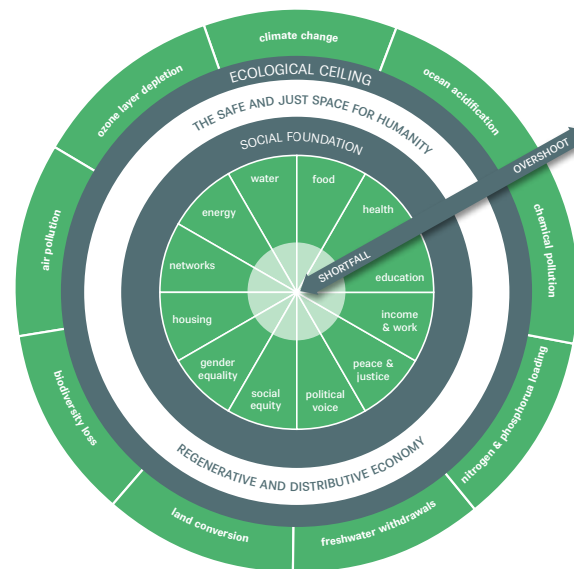 climate change
ocean acidification
chemical pollution
nitrogen & phosphorua loading
freshwater withdrawals
land conversion
biodiversity loss
air pollution
ozone layer depletion
ECOLOGICAL CEILING
THE SAFE AND JUST SPACE FOR HUMANITY
SOCIAL FOUNDATION
OVERSHOOT
SHORTFALL
water
food
health
education
income
& work
peace &
justice
political
voice
social
equity
gender
equality
housing
networks
energy
REGENERATIVE AND DISTRIBUTIVE ECONOMY